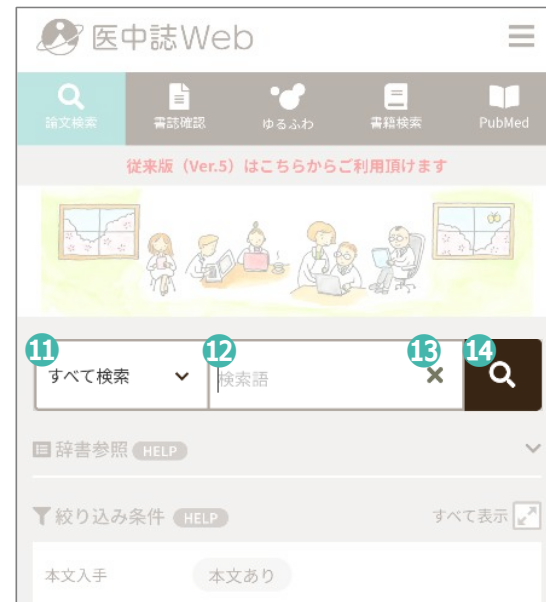 医中誌Web
論文検索 書誌確認 ゆるふわ 書籍検索 PubMed
従来版（Ver.5）はこちらからご利用頂けます
11 12 13 14
すべて検索 検索語
辞書参照 HELP
絞り込み条件 HELP すべて表示
本文入手 本文あり